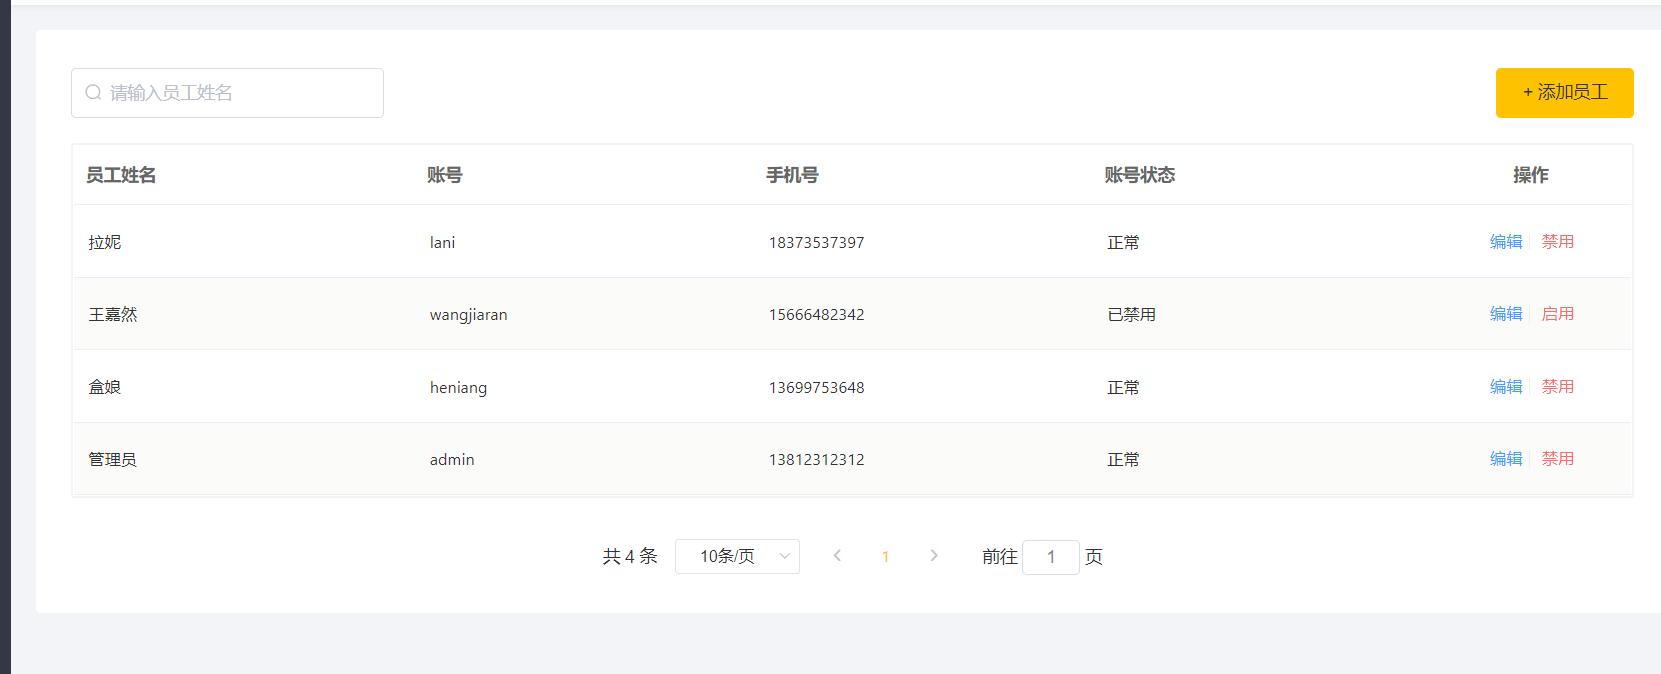 请输入员工姓名
+ 添加员工
员工姓名 账号 手机号 账号状态 操作
拉妮 lani 18373537397 正常 编辑 禁用
王嘉然 wangjiaran 15666482342 已禁用 编辑 启用
盒娘 heniang 13699753648 正常 编辑 禁用
管理员 admin 13812312312 正常 编辑 禁用
共 4 条 10条/页 1 前往 1 页